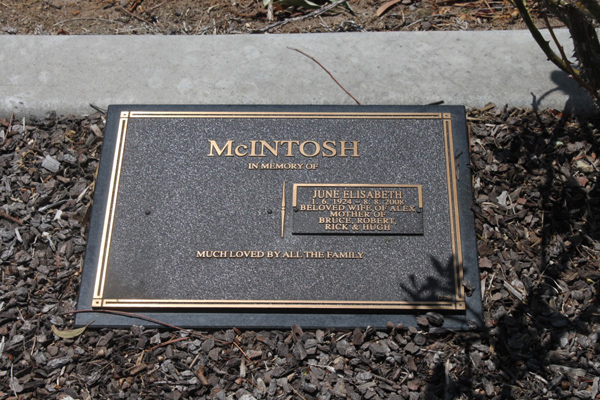 McINTOSH
IN MEMORY OF
JUNE ELISABETH
1. 6. 1924 - 8. 8. 2008
BELOVED WIFE OF ALEX
MOTHER OF
BRUCE, ROBERT,
RICK & HUGH
MUCH LOVED BY ALL THE FAMILY